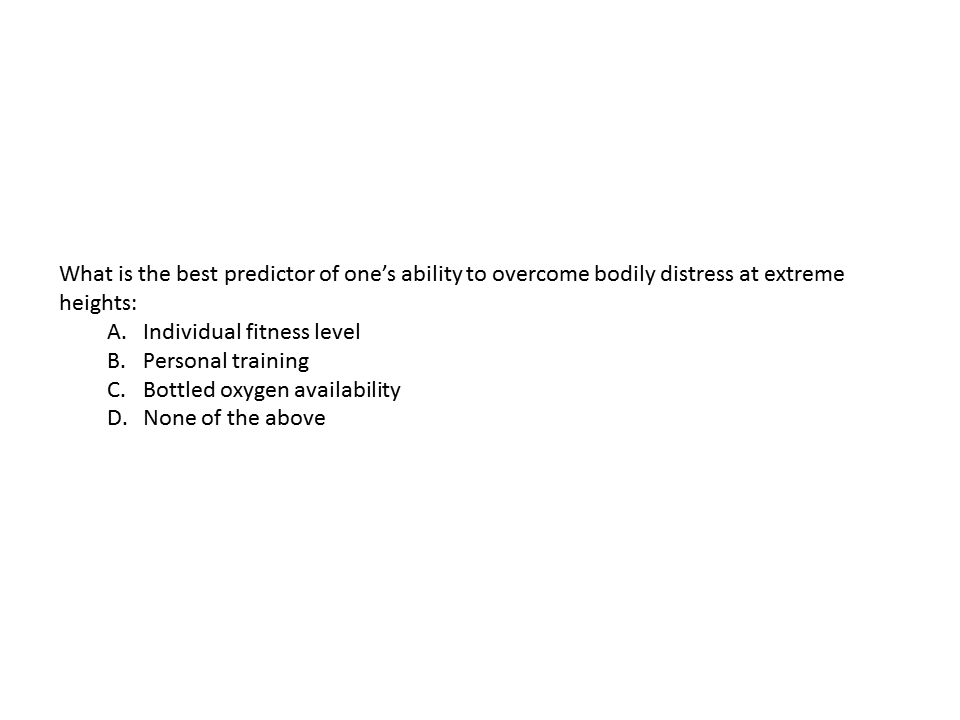 What is the best predictor of one’s ability to overcome bodily distress at extreme
heights:
A. Individual fitness level
B. Personal training
C. Bottled oxygen availability
D. None of the above